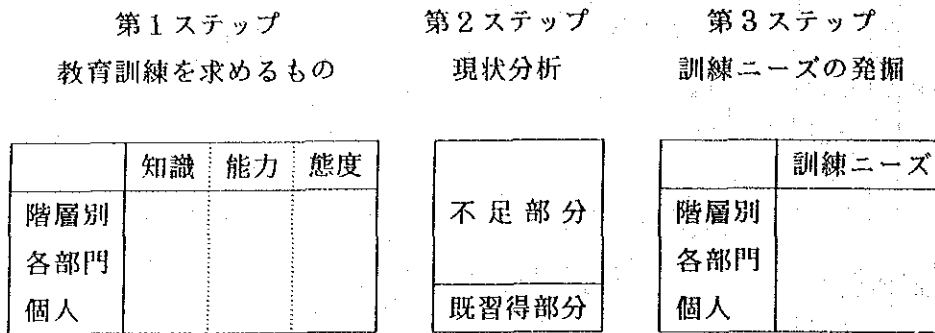 第1ステップ
教育訓練を求めるもの
知識 能力 態度
階層別
各部門
個人
第2ステップ
現状分析
不足部分
既習得部分
第3ステップ
訓練ニーズの発掘
訓練ニーズ
階層別
各部門
個人